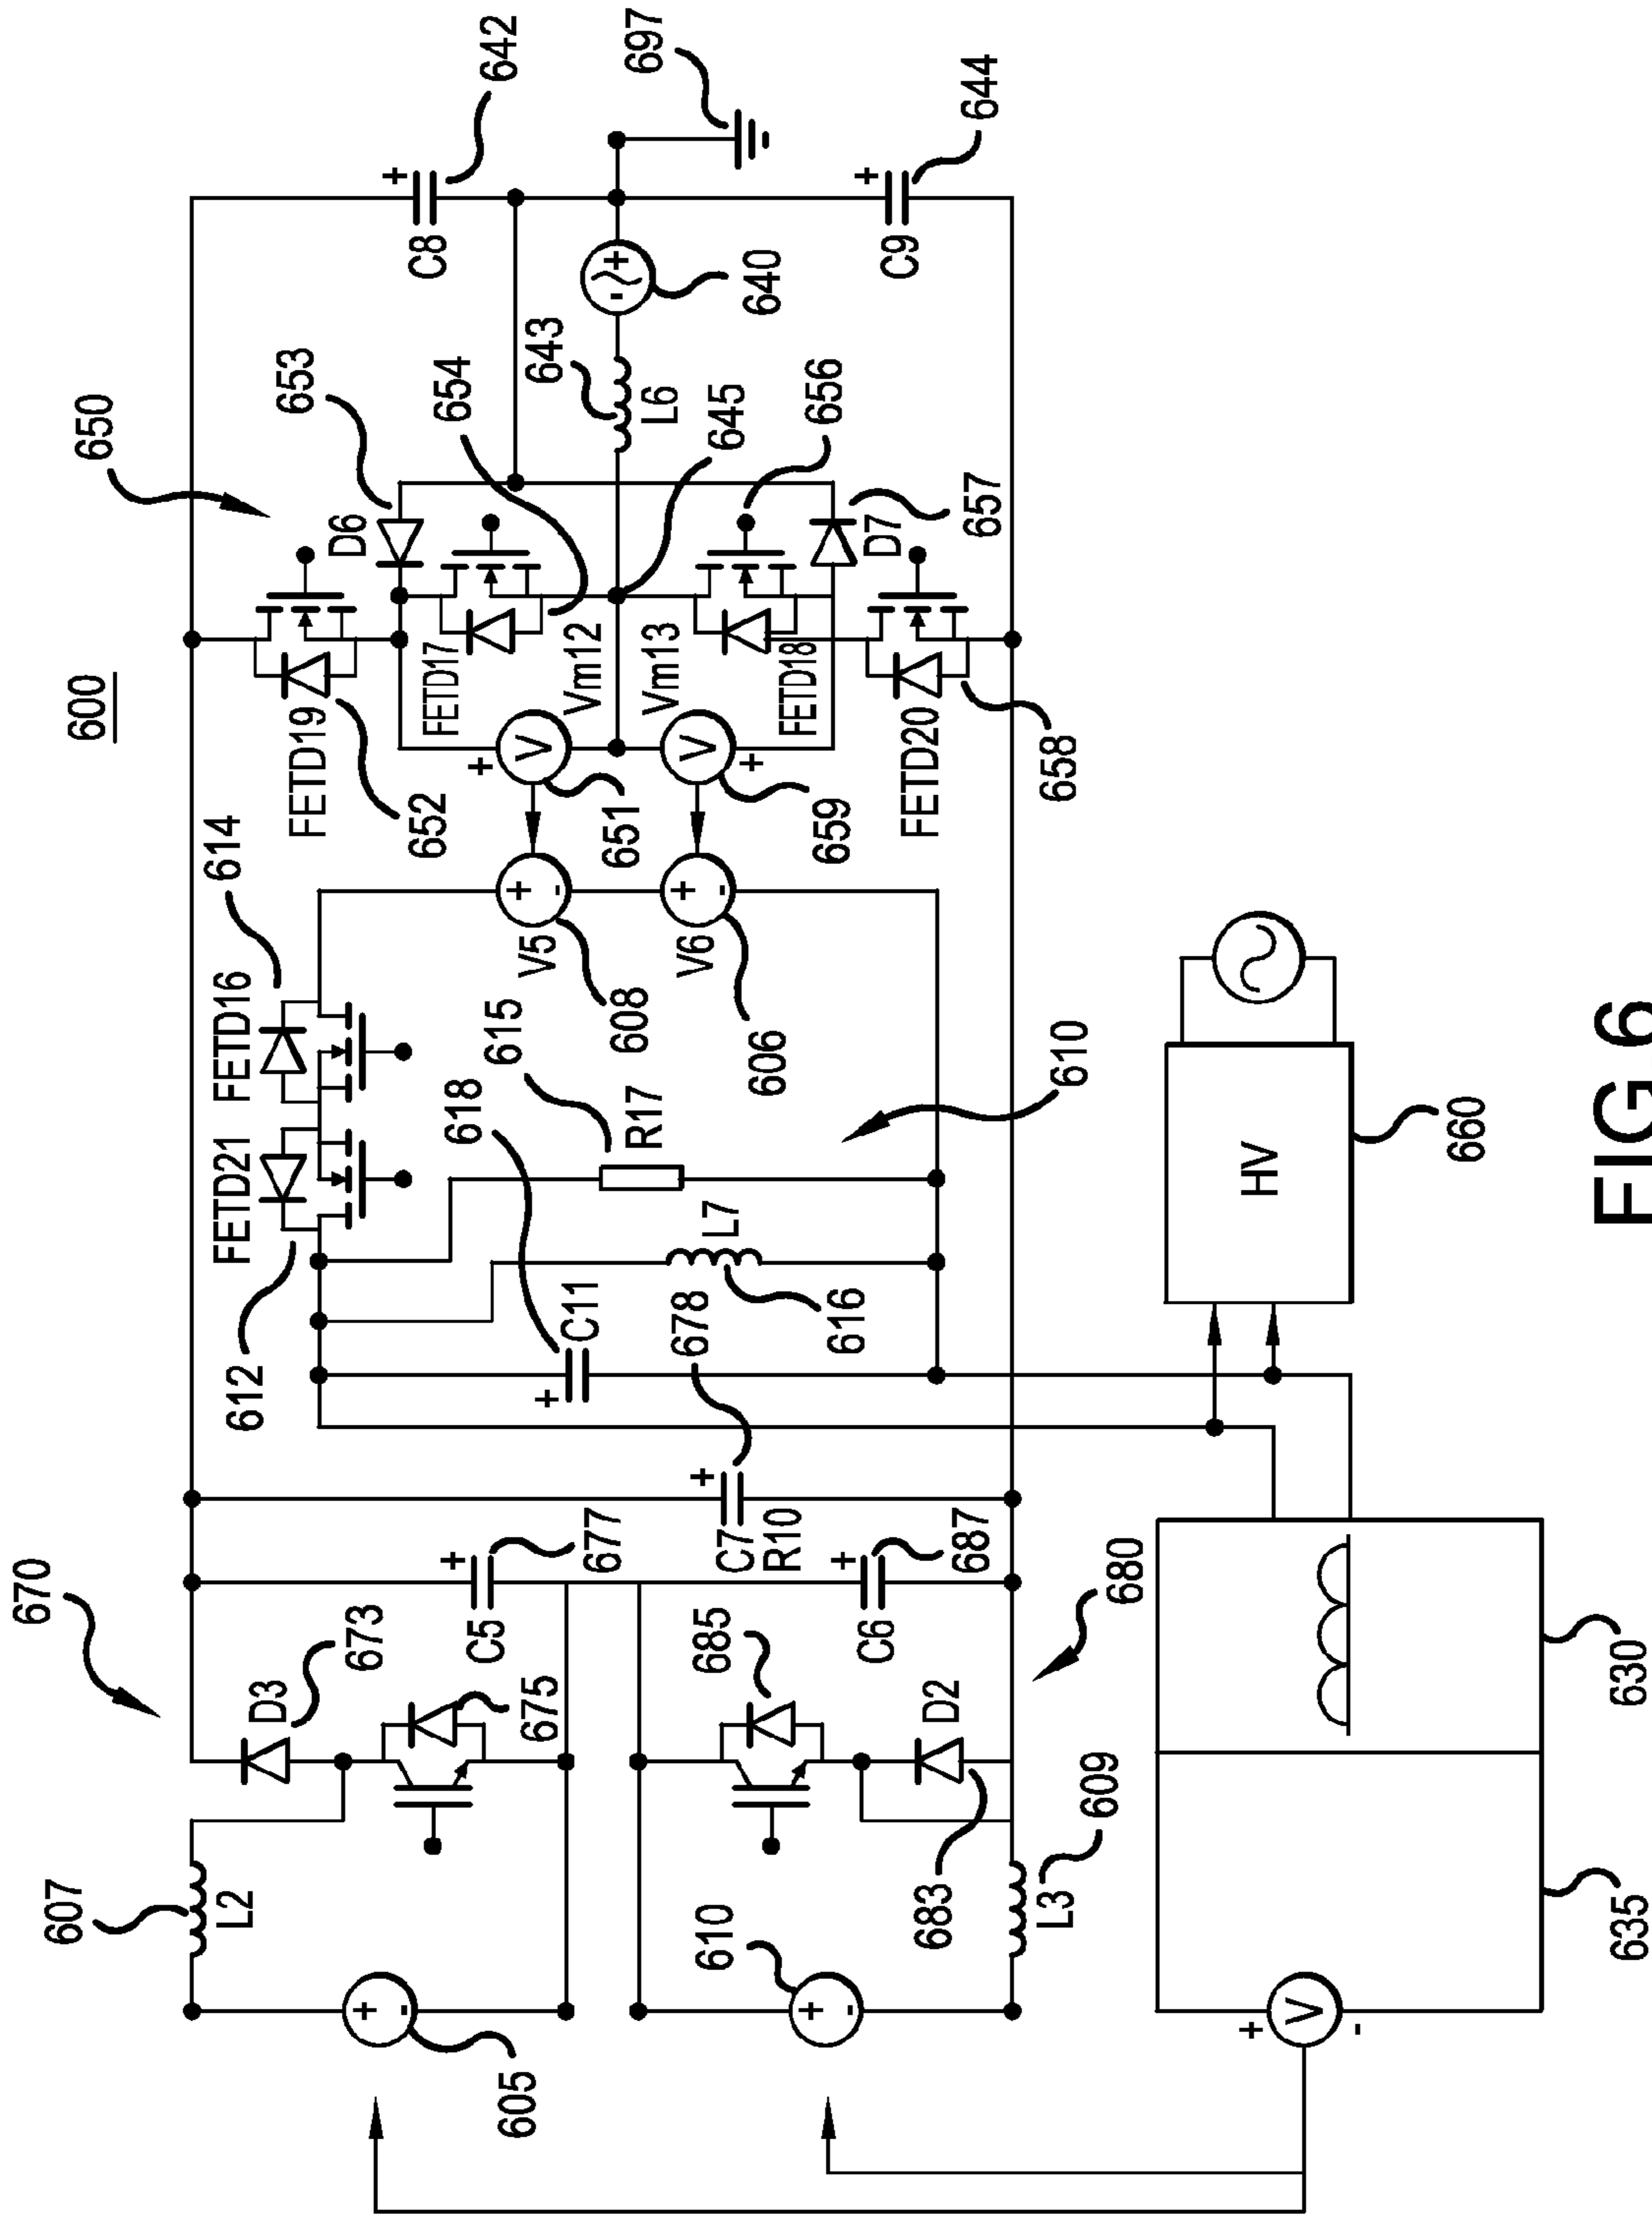 600
650
670
642
697
644
C8
C9
640
653
654
643
L6
645
656
657
D6
D7
FETD19
652
FETD17
Vm12
Vm13
FETD18
FETD20
658
+
V
651
V
+
659
614
FETD16
FETD21
612
+
-
V5
608
+
-
V6
606
615
R17
618
C11
+
L7
616
610
678
+
C7
R10
677
+
C5
687
+
C6
680
D3
673
675
685
D2
683
607
L2
609
L3
605
+
-
610
+
-
+
+
- +
HV
660
630
635
+
V
-
FIG 6